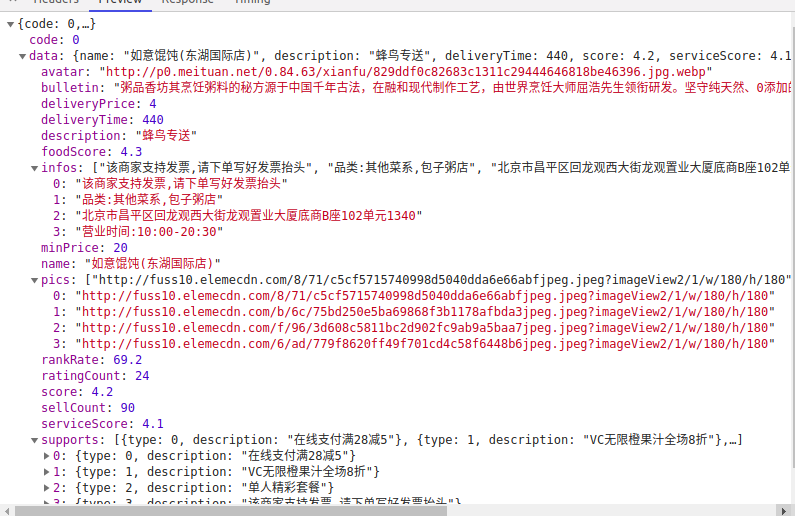 Headers Preview Response Timing
{code: 0,…}
code: 0
data: {name: "如意馄饨(东湖国际店)", description: "蜂鸟专送", deliveryTime: 440, score: 4.2, serviceScore: 4.1
avatar: "http://p0.meituan.net/0.84.63/xianfu/829ddf0c82683c1311c29444646818be46396.jpg.webp"
bulletin: "粥品香坊其烹饪粥料的秘方源于中国千年古法，在融和现代制作工艺，由世界烹饪大师屈浩先生领衔研发。坚守纯天然、0添加的
deliveryPrice: 4
deliveryTime: 440
description: "蜂鸟专送"
foodScore: 4.3
infos: ["该商家支持发票,请下单写好发票抬头", "品类:其他菜系,包子粥店", "北京市昌平区回龙观西大街龙观置业大厦底商B座102单
0: "该商家支持发票,请下单写好发票抬头"
1: "品类:其他菜系,包子粥店"
2: "北京市昌平区回龙观西大街龙观置业大厦底商B座102单元1340"
3: "营业时间:10:00-20:30"
minPrice: 20
name: "如意馄饨(东湖国际店)"
pics: ["http://fuss10.elemecdn.com/8/71/c5cf5715740998d5040dda6e66abfjpeg.jpeg?imageView2/1/w/180/h/180"
0: "http://fuss10.elemecdn.com/8/71/c5cf5715740998d5040dda6e66abfjpeg.jpeg?imageView2/1/w/180/h/180"
1: "http://fuss10.elemecdn.com/b/6c/75bd250e5ba69868f3b1178afbda3jpeg.jpeg?imageView2/1/w/180/h/180"
2: "http://fuss10.elemecdn.com/f/96/3d608c5811bc2d902fc9ab9a5baa7jpeg.jpeg?imageView2/1/w/180/h/180"
3: "http://fuss10.elemecdn.com/6/ad/779f8620ff49f701cd4c58f6448b6jpeg.jpeg?imageView2/1/w/180/h/180"
rankRate: 69.2
ratingCount: 24
score: 4.2
sellCount: 90
serviceScore: 4.1
supports: [{type: 0, description: "在线支付满28减5"}, {type: 1, description: "VC无限橙果汁全场8折"},…]
0: {type: 0, description: "在线支付满28减5"}
1: {type: 1, description: "VC无限橙果汁全场8折"}
2: {type: 2, description: "单人精彩套餐"}
3: {type: 3, description: "该商家支持发票,请下单写好发票抬头"}